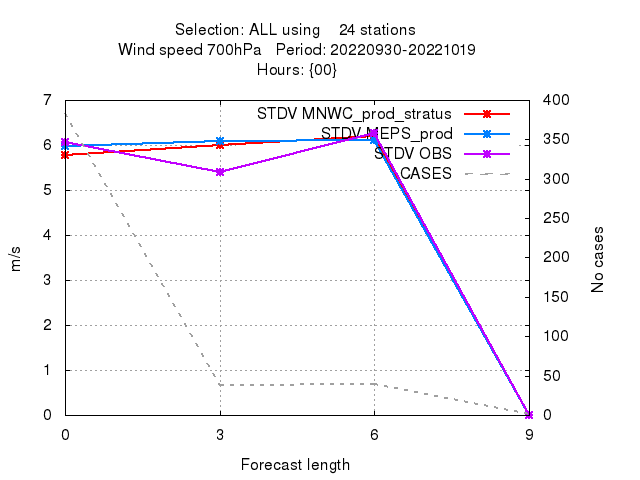 Selection: ALL using 24 stations
Wind speed 700hPa Period: 20220930-20221019
Hours: {00}
STDV MNWC_prod_stratus
STDV MEPS_prod
STDV OBS
CASES
7
6
5
4
3
2
1
0
m/s
400
350
300
250
200
150
100
50
0
No cases
0 3 6 9
Forecast length